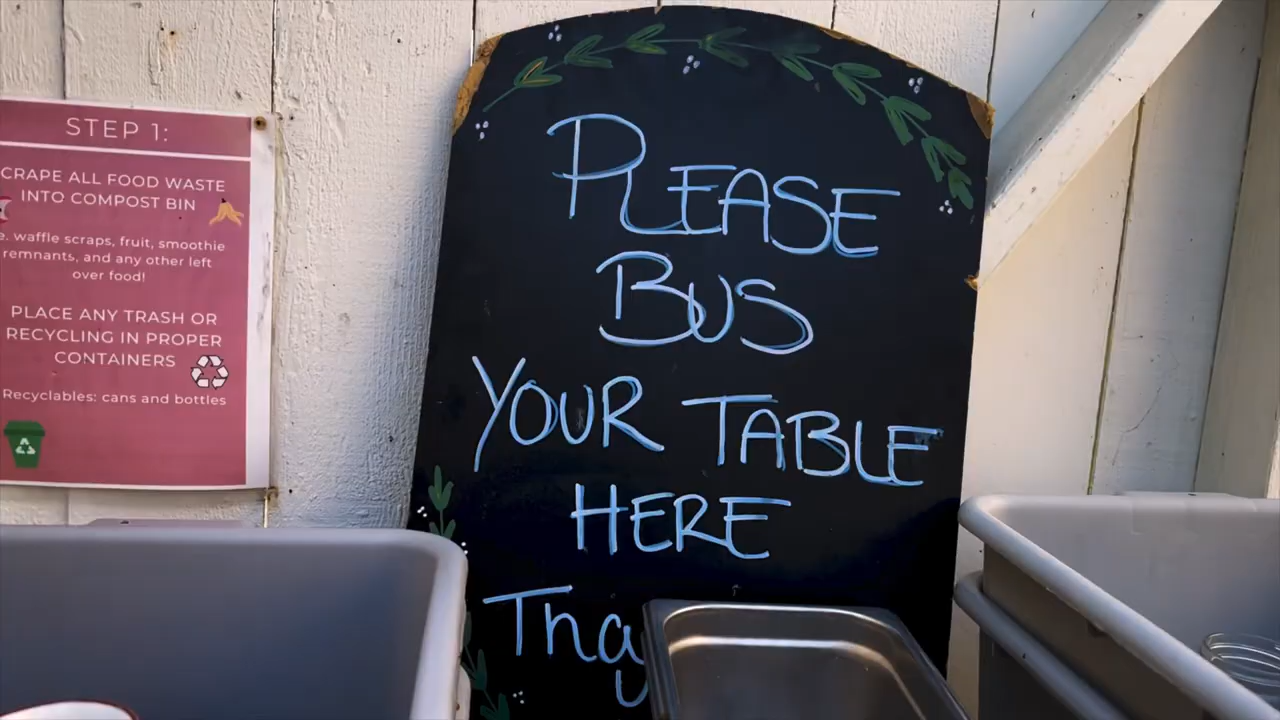 STEP 1:
CRAPE ALL FOOD WASTE
INTO COMPOST BIN
e. waffle scraps, fruit, smoothie
remnants, and any other left
over food!
PLACE ANY TRASH OR
RECYCLING IN PROPER
CONTAINERS
Recyclables: cans and bottles
PLEASE
BUS
YOUR TABLE
HERE